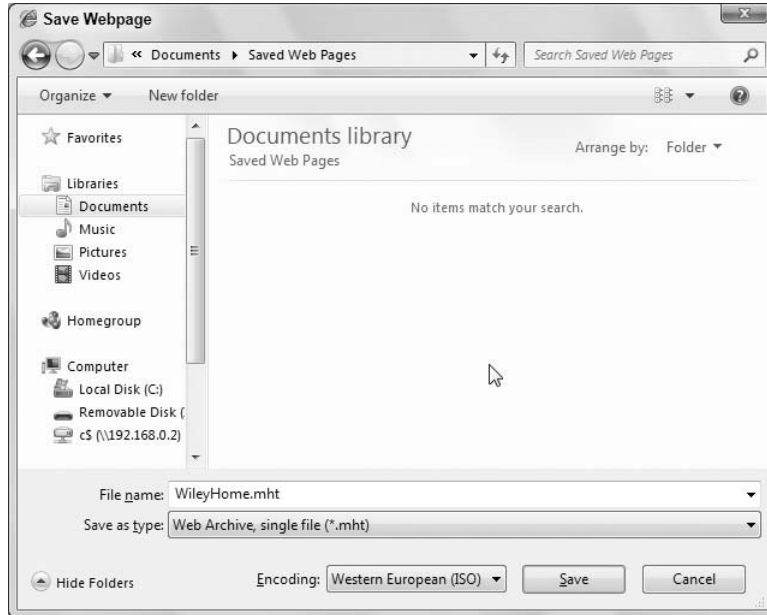 Save Webpage
« Documents Saved Web Pages
Search Saved Web Pages
Organize New folder
Favorites
Libraries
Documents
Music
Pictures
Videos
Homegroup
Computer
Local Disk (C:)
Removable Disk (
c$ (\\192.168.0.2)
Documents library
Saved Web Pages
Arrange by: Folder
No items match your search.
File name: WileyHome.mht
Save as type: Web Archive, single file (*.mht)
Hide Folders
Encoding: Western European (ISO)
Save
Cancel